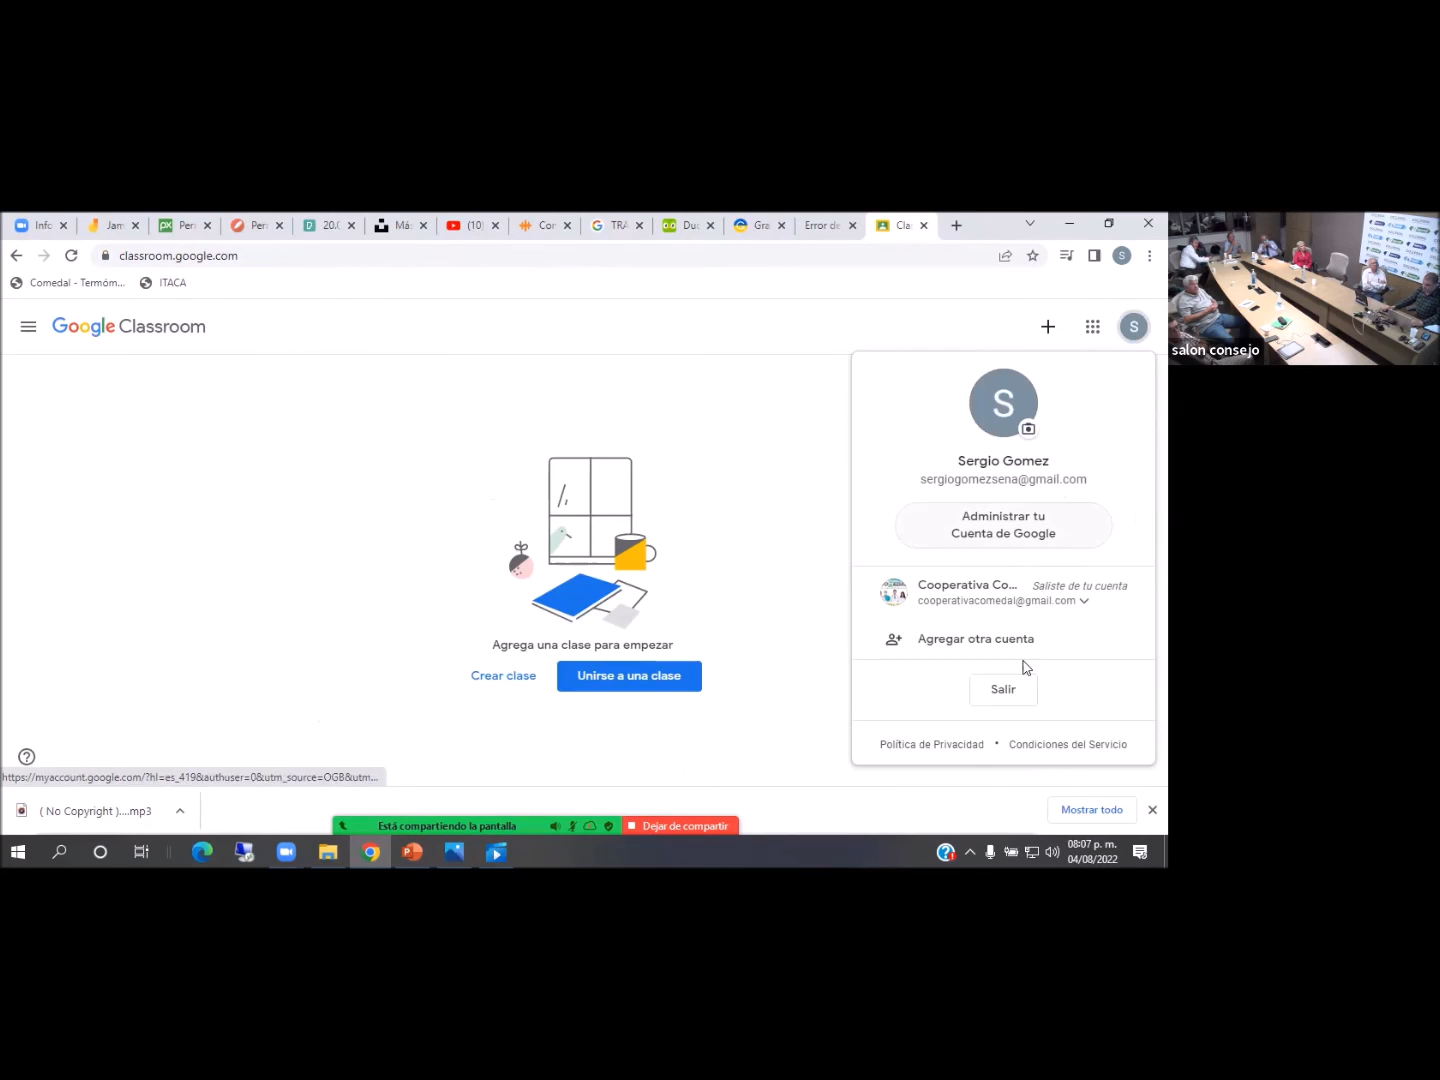 Info
Jam
Peri
Per
20.0
Má:
(10)
Cor
TRA
Duc
Gra
Error de
Cla
classroom.google.com
S
Comedal - Termóm...
ITACA
Google Classroom
S
S
Sergio Gomez
sergiogomezsena@gmail.com
Administrar tu
Cuenta de Google
Cooperativa Co...
Saliste de tu cuenta
cooperativacomedal@gmail.com
Agregar otra cuenta
Salir
Política de Privacidad • Condiciones del Servicio
Agrega una clase para empezar
Crear clase
Unirse a una clase
https://myaccount.google.com/?hl=es_419&authuser=0&utm_source=OGB&utm...
( No Copyright )....mp3
Mostrar todo
Está compartiendo la pantalla
Dejar de compartir
08:07 p. m.
04/08/2022
salon consejo